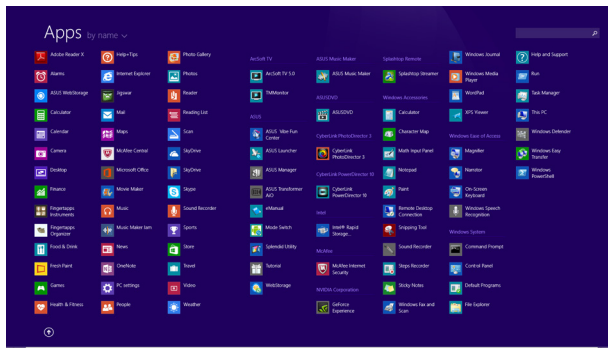 Apps by name
Adobe Reader X
Alarms
ASUS WebStorage
Calculator
Calendar
Camera
Desktop
Finance
Fingertapps
Instruments
Fingertapps
Organizer
Food & Drink
Fresh Paint
Games
Health & Fitness
Help+Tips
Internet Explorer
Jigswar
Mail
Maps
McAfee Central
Microsoft Office
Movie Maker
Music
Music Maker Jam
News
OneNote
PC settings
People
Photo Gallery
Photos
Reader
Reading List
Scan
SkyDrive
SkyDrive
Skype
Sound Recorder
Sports
Store
Travel
Video
Weather
ArcSoft TV
ArcSoft TV 5.0
TMMonitor
ASUS
ASUS Vibe Fun
Center
ASUS Launcher
ASUS Manager
ASUS Transformer
AiO
eManual
Mode Switch
Splendid Utility
Tutorial
WebStorage
ASUS Music Maker
ASUS Music Maker
ASUSDVD
ASUSDVD
CyberLink PhotoDirector 3
CyberLink
PhotoDirector 3
CyberLink PowerDirector 10
CyberLink
PowerDirector 10
Intel
Intel® Rapid
Storage...
McAfee
McAfee Internet
Security
NVIDIA Corporation
GeForce
Experience
Splashtop Remote
Splashtop Streamer
Windows Accessories
Calculator
Character Map
Math Input Panel
Notepad
Paint
Remote Desktop
Connection
Snipping Tool
Sound Recorder
Steps Recorder
Sticky Notes
Windows Fax and
Scan
Windows Journal
Windows Media
Player
WordPad
XPS Viewer
Windows Ease of Access
Magnifier
Narrator
On-Screen
Keyboard
Windows Speech
Recognition
Windows System
Command Prompt
Control Panel
Default Programs
File Explorer
Help and Support
Run
Task Manager
This PC
Windows Defender
Windows Easy
Transfer
Windows
PowerShell